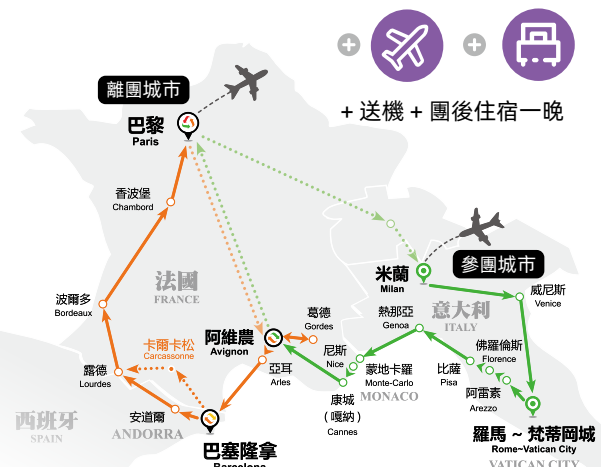 + 送機 + 團後住宿一晚
離團城市
巴黎
Paris
香波堡
Chambord
法國
FRANCE
波爾多
Bordeaux
卡爾卡松
Carcassonne
露德
Lourdes
安道爾
ANDORRA
西班牙
SPAIN
巴塞隆拿
Barcelona
阿維農
Avignon
葛德
Gordes
亞耳
Arles
尼斯
Nice
康城
(嘎納)
Cannes
蒙地卡羅
Monte-Carlo
MONACO
熱那亞
Genoa
米蘭
Milan
參團城市
威尼斯
Venice
意大利
ITALY
佛羅倫斯
Florence
比薩
Pisa
阿雷素
Arezzo
羅馬 ~ 梵蒂岡城
Rome~Vatican City
VATICAN CITY